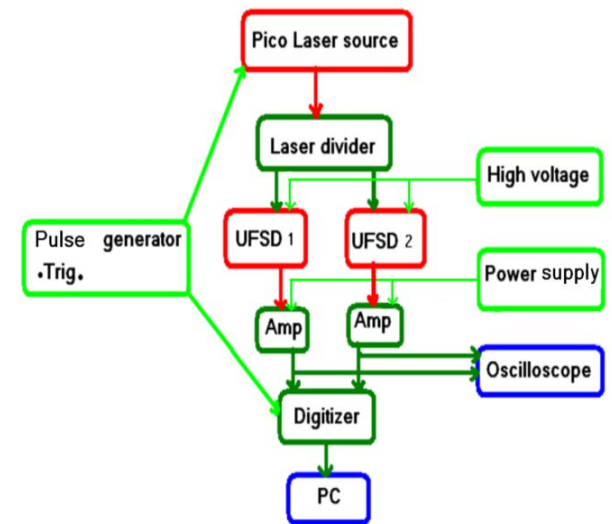 Pico Laser source
Laser divider
High voltage
UFSD 1
UFSD 2
Pulse generator
.Trig.
Power supply
Amp
Amp
Oscilloscope
Digitizer
PC